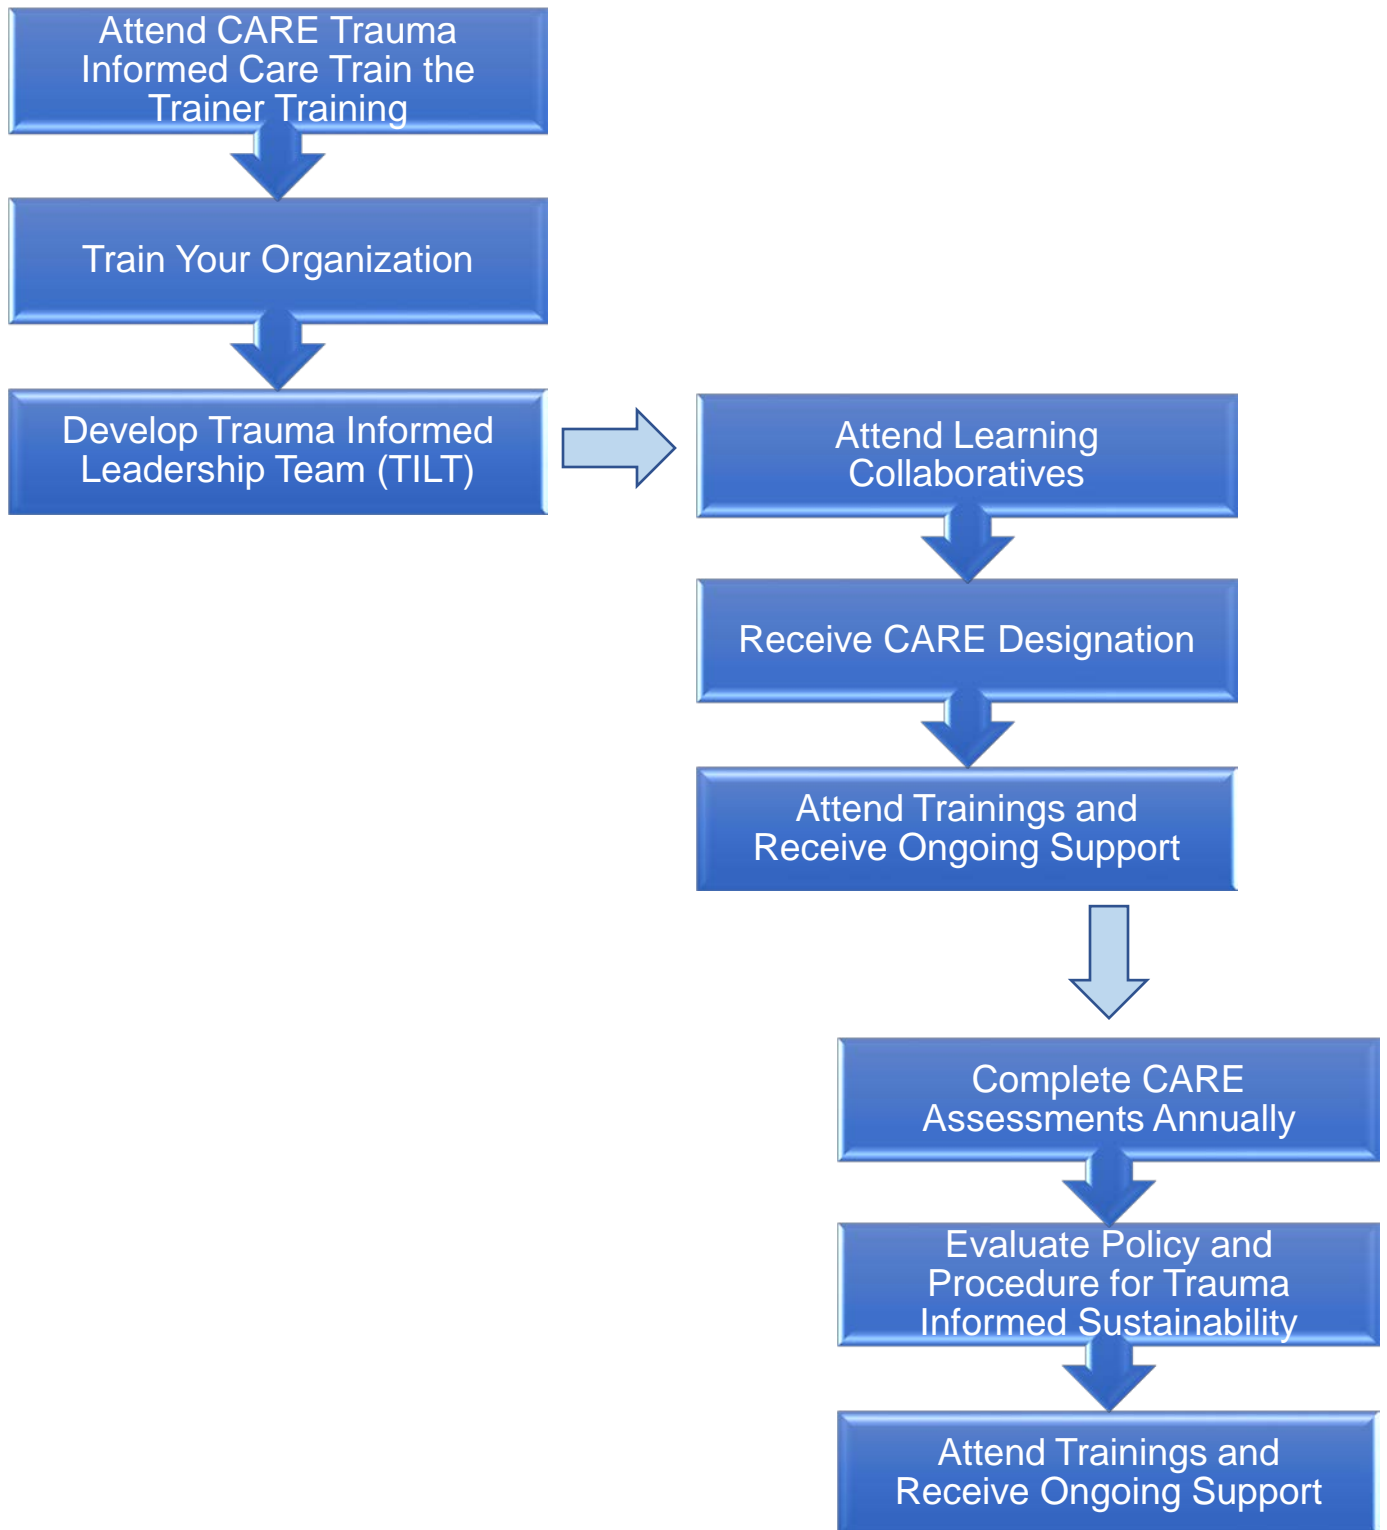 Attend CARE Trauma
Informed Care Train the
Trainer Training
Train Your Organization
Develop Trauma Informed
Leadership Team (TILT)
Attend Learning
Collaboratives
Receive CARE Designation
Attend Trainings and
Receive Ongoing Support
Complete CARE
Assessments Annually
Evaluate Policy and
Procedure for Trauma
Informed Sustainability
Attend Trainings and
Receive Ongoing Support